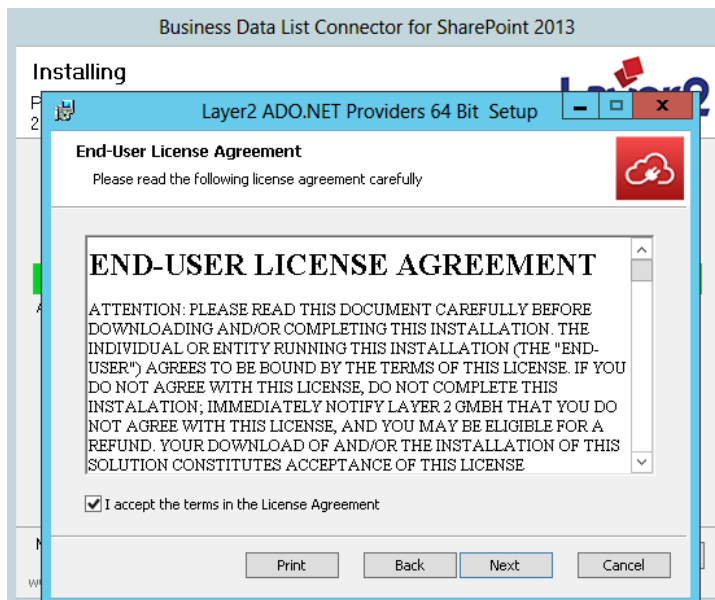 Business Data List Connector for SharePoint 2013
Installing
P
2
Layer2 ADO.NET Providers 64 Bit Setup
End-User License Agreement
Please read the following license agreement carefully
END-USER LICENSE AGREEMENT
ATTENTION: PLEASE READ THIS DOCUMENT CAREFULLY BEFORE
DOWNLOADING AND/OR COMPLETING THIS INSTALLATION. THE
INDIVIDUAL OR ENTITY RUNNING THIS INSTALLATION (THE "END-
USER") AGREES TO BE BOUND BY THE TERMS OF THIS LICENSE. IF YOU
DO NOT AGREE WITH THIS LICENSE, DO NOT COMPLETE THIS
INSTALATION; IMMEDIATELY NOTIFY LAYER 2 GMBH THAT YOU DO
NOT AGREE WITH THIS LICENSE, AND YOU MAY BE ELIGIBLE FOR A
REFUND. YOUR DOWNLOAD OF AND/OR THE INSTALLATION OF THIS
SOLUTION CONSTITUTES ACCEPTANCE OF THIS LICENSE
I accept the terms in the License Agreement
Print Back Next Cancel